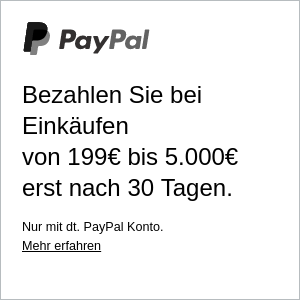 PayPal
Bezahlen Sie bei
Einkäufen
von 199€ bis 5.000€
erst nach 30 Tagen.
Nur mit dt. PayPal Konto.
Mehr erfahren